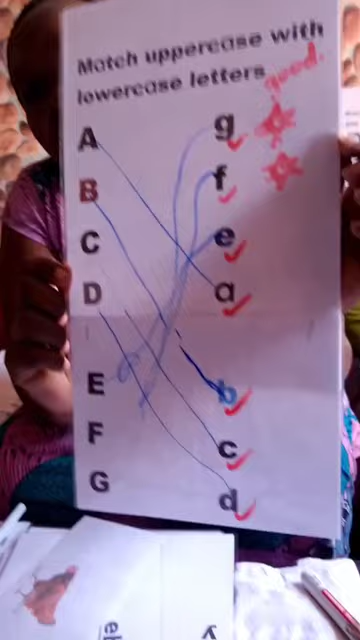 Match uppercase with
lowercase letters
good.
A g
B f
C e
D a
E b
F c
G d